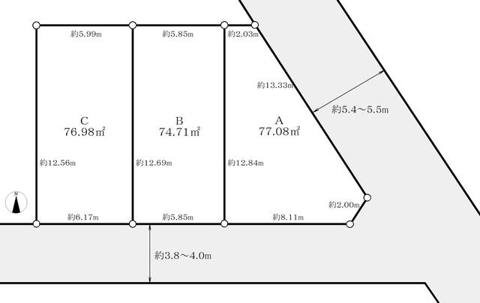 約5.99m
約5.85m
約2.03m
約13.33m
約5.4～5.5m
C
76.98㎡
B
74.71㎡
A
77.08㎡
約12.56m
約12.69m
約12.84m
N
約2.00m
約6.17m
約5.85m
約8.11m
約3.8～4.0m